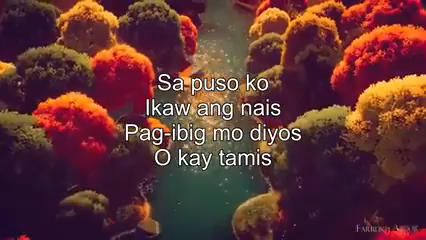 Sa puso ko
Ikaw ang nais
Pag-ibig mo diyos
O kay tamis